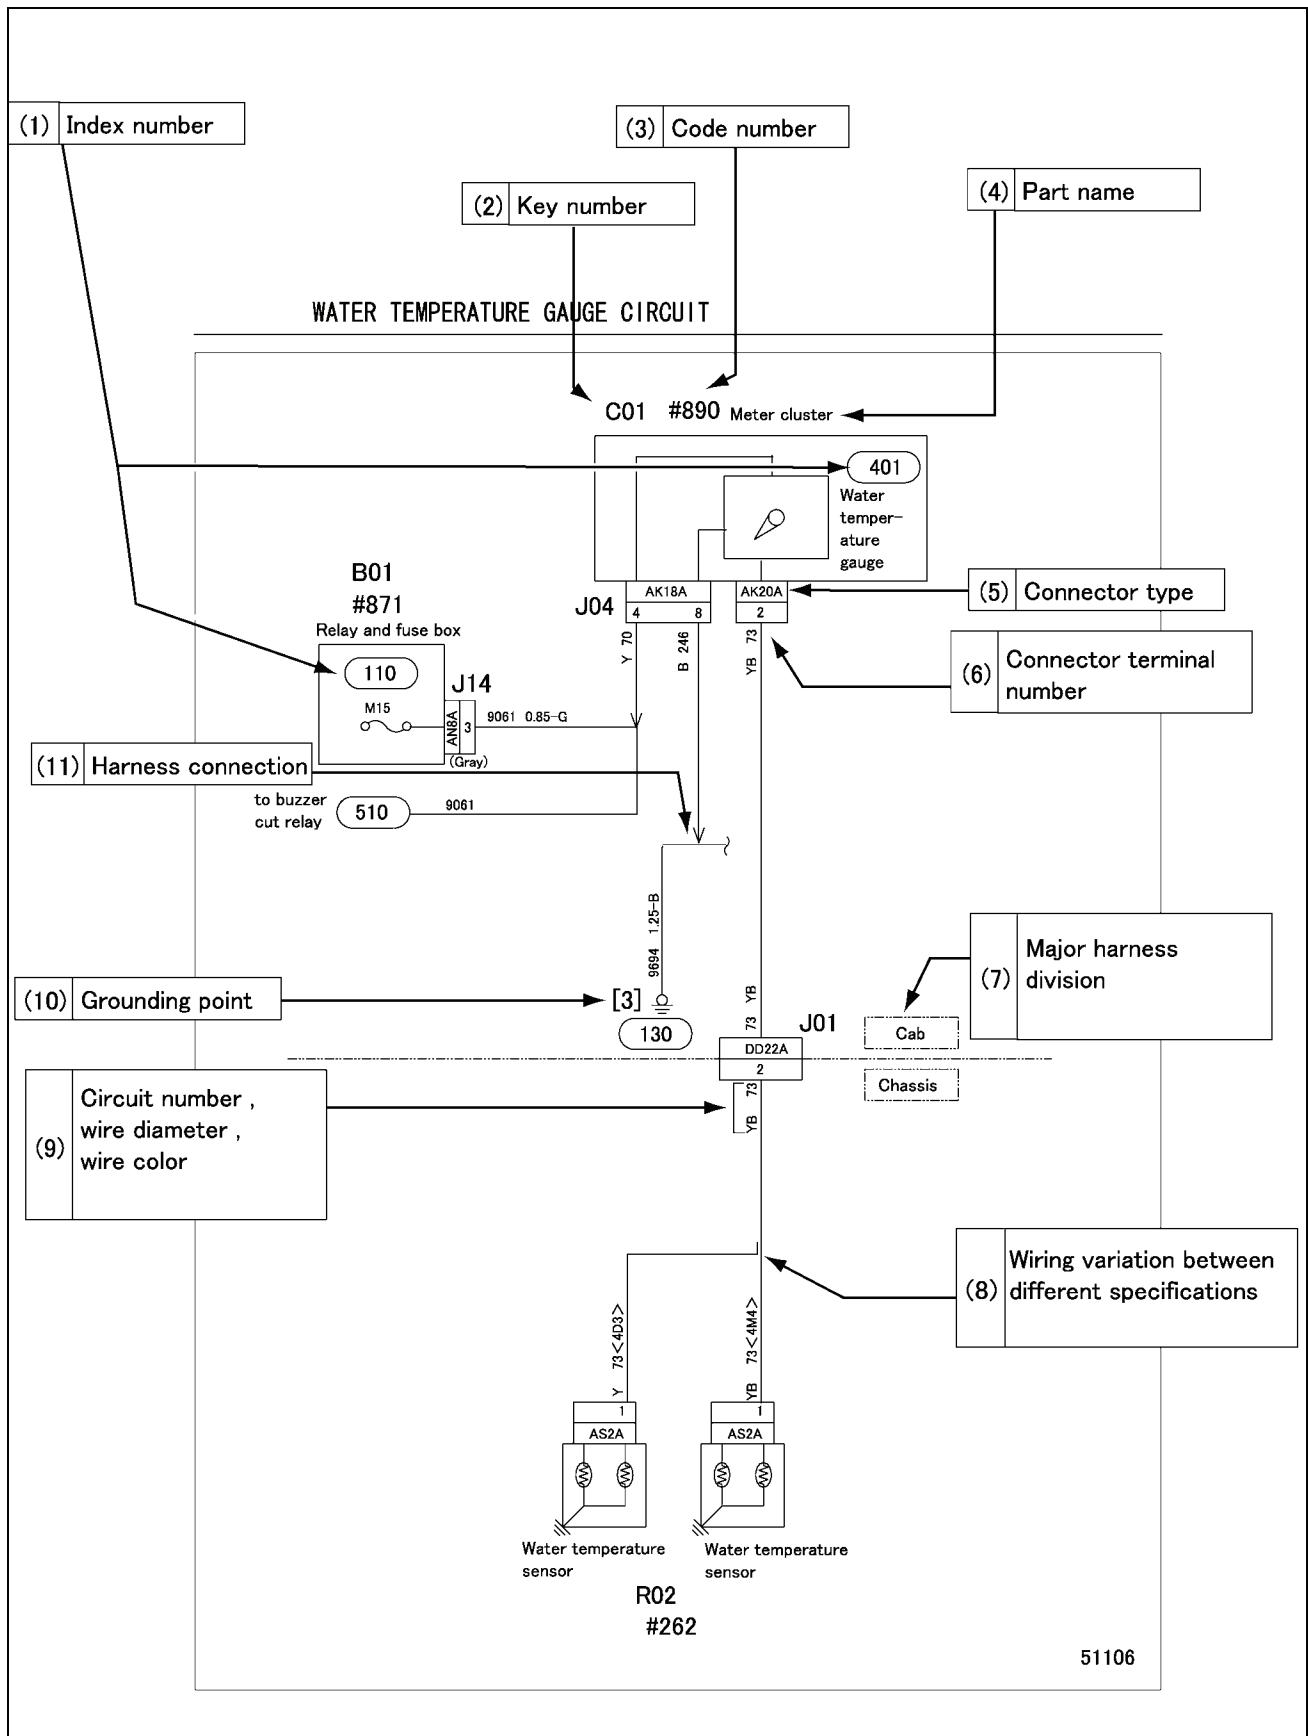 (1) Index number
(3) Code number
(2) Key number
(4) Part name
WATER TEMPERATURE GAUGE CIRCUIT
C01 #890 Meter cluster
401
Water
temper-
ature
gauge
B01
#871
Relay and fuse box
110
M15
J14
AN8A
3
(Gray)
9061 0.85-G
J04
AK18A
4 8
AK20A
2
Y 70
B 246
YB 73
(5) Connector type
(6) Connector terminal
number
(11) Harness connection
to buzzer
cut relay
510
9061
9694 1.25-B
(7) Major harness
division
(10) Grounding point
[3]
130
73 YB
J01
DD22A
2
Cab
Chassis
YB 73
(9) Circuit number ,
wire diameter ,
wire color
(8) Wiring variation between
different specifications
Y 73<4D3>
YB 73<4M4>
1
AS2A
1
AS2A
Water temperature
sensor
Water temperature
sensor
R02
#262
51106